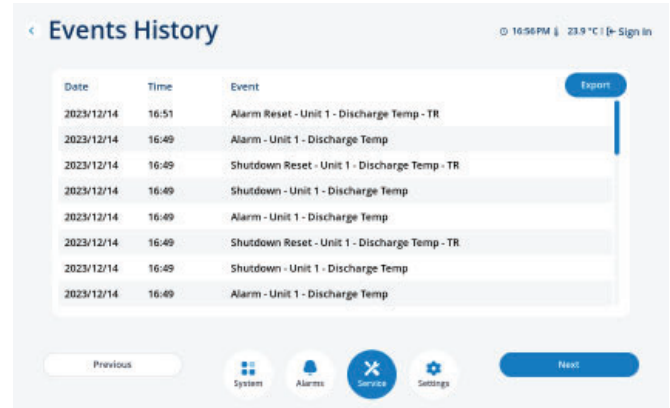 Events History
16:56PM 23.9 °C | Sign In
Date Time Event Export
2023/12/14 16:51 Alarm Reset - Unit 1 - Discharge Temp - TR
2023/12/14 16:49 Alarm - Unit 1 - Discharge Temp
2023/12/14 16:49 Shutdown Reset - Unit 1 - Discharge Temp - TR
2023/12/14 16:49 Shutdown - Unit 1 - Discharge Temp
2023/12/14 16:49 Alarm - Unit 1 - Discharge Temp
2023/12/14 16:49 Shutdown Reset - Unit 1 - Discharge Temp - TR
2023/12/14 16:49 Shutdown - Unit 1 - Discharge Temp
2023/12/14 16:49 Alarm - Unit 1 - Discharge Temp
Previous System Alarms Service Settings Next